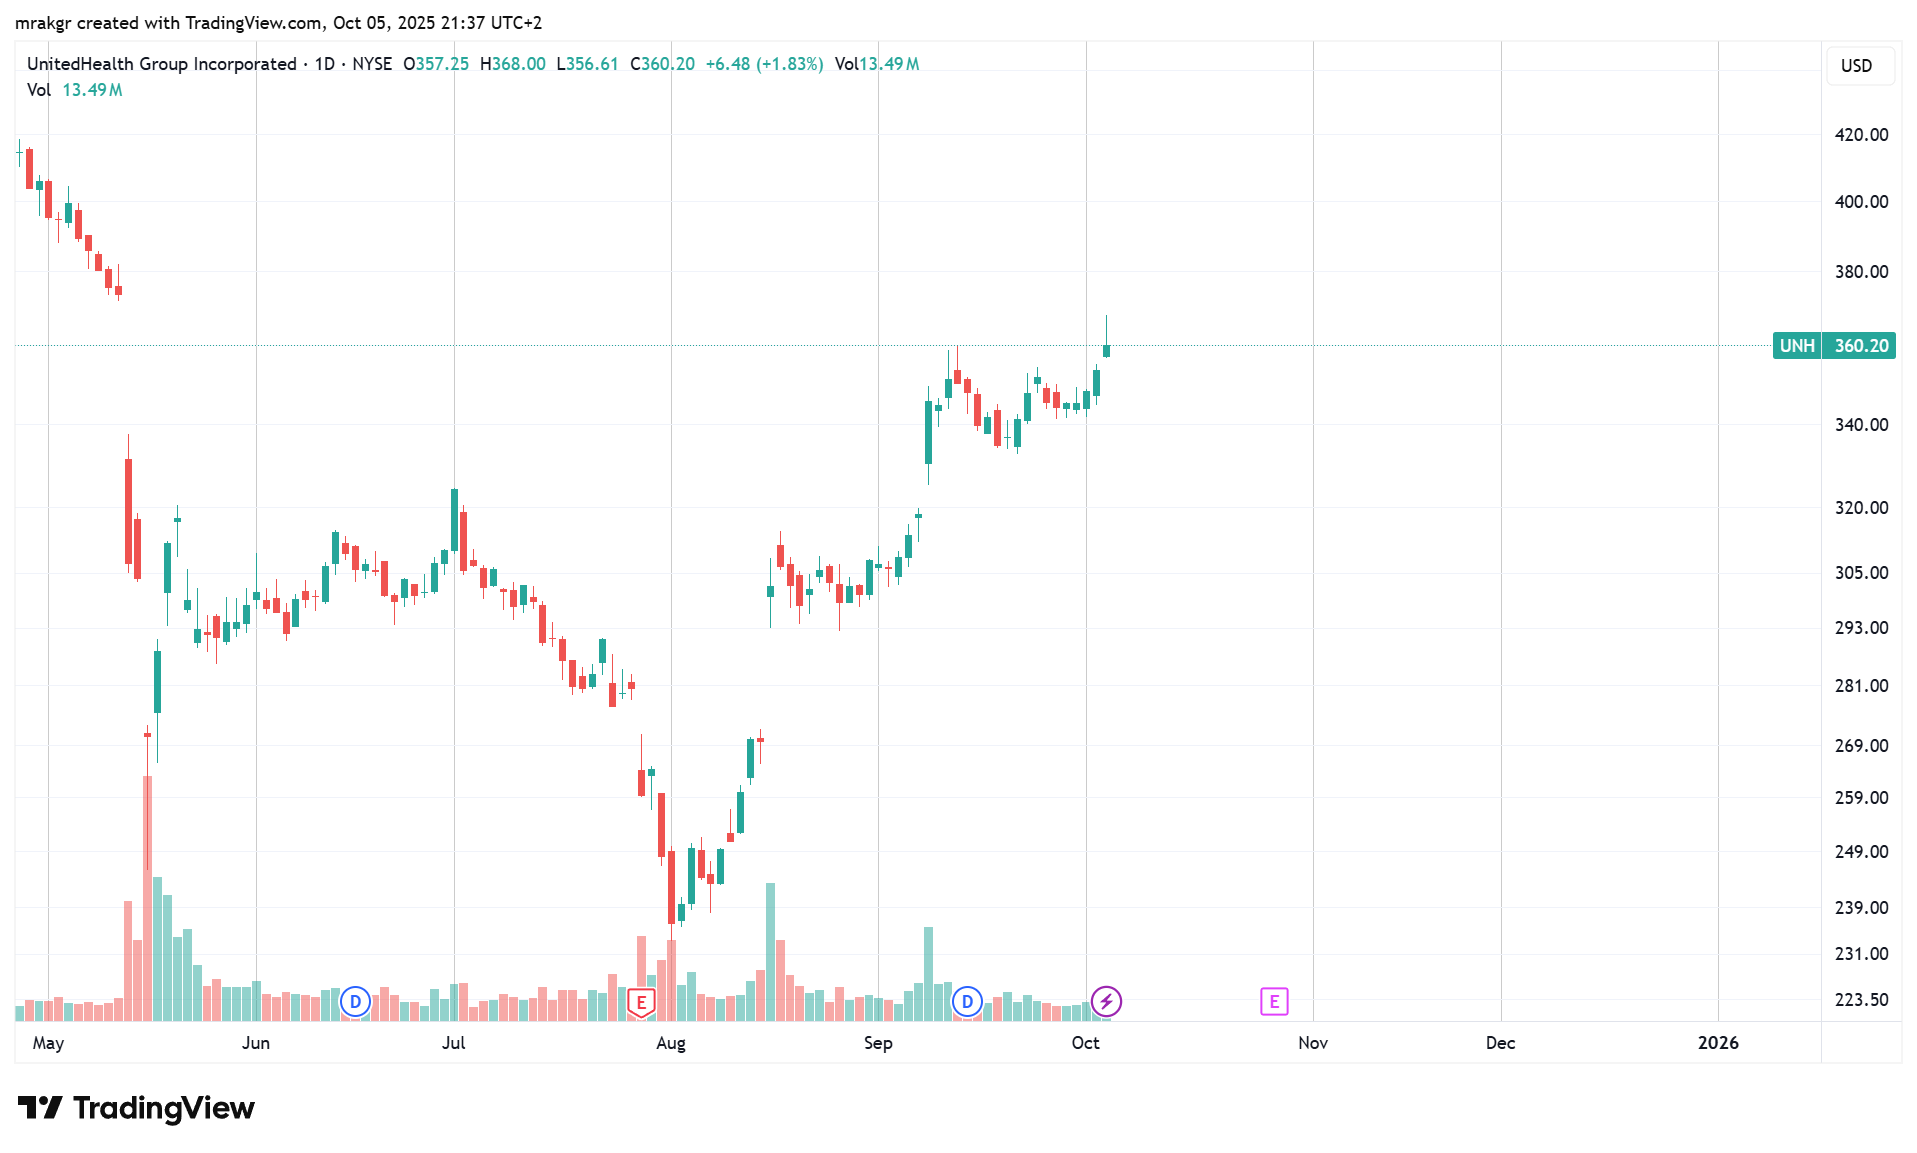 mrakgr created with TradingView.com, Oct 05, 2025 21:37 UTC+2
UnitedHealth Group Incorporated · 1D · NYSE O357.25 H368.00 L356.61 C360.20 +6.48 (+1.83%) Vol13.49M
Vol 13.49M
USD
420.00
400.00
380.00
UNH 360.20
340.00
320.00
305.00
293.00
281.00
269.00
259.00
249.00
239.00
231.00
223.50
D E D E
May Jun Jul Aug Sep Oct Nov Dec 2026
TradingView